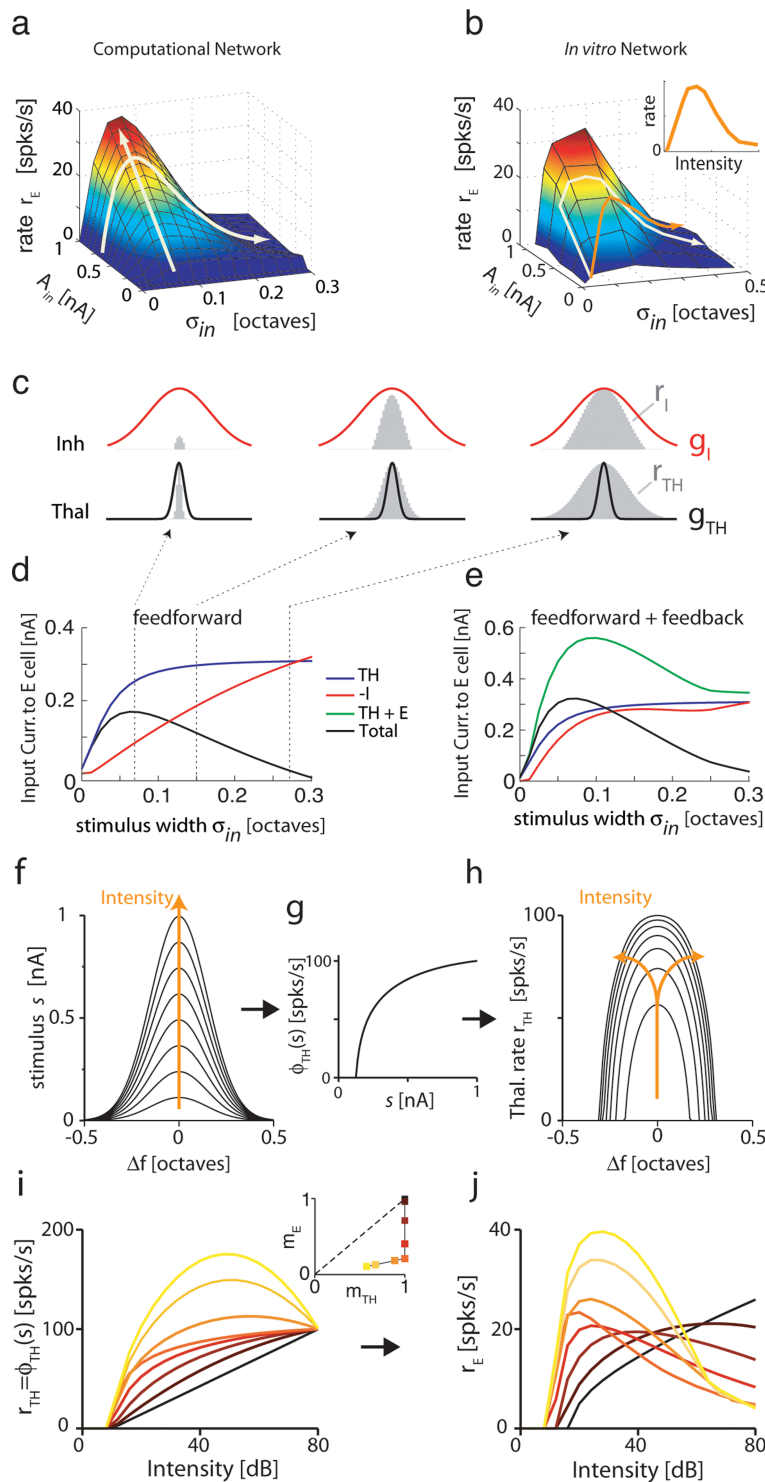 a
b
Computational Network
In vitro Network
rate r_E [spks/s]
40
20
0
1
0.5
0
A_in [nA]
0
0.1
0.2
0.3
σ_in [octaves]
rate r_E [spks/s]
40
20
0
1
0.5
0
A_in [nA]
0
0.5
σ_in [octaves]
rate
0
Intensity
c
Inh
r_I
g_I
Thal
r_TH
g_TH
d
feedforward
Input Curr. to E cell [nA]
0.4
0.2
0
0
0.1
0.2
0.3
stimulus width σ_in [octaves]
TH
-I
TH + E
Total
e
feedforward + feedback
Input Curr. to E cell [nA]
0.6
0.4
0.2
0
0
0.1
0.2
0.3
stimulus width σ_in [octaves]
f
Intensity
stimulus s [nA]
1
0.5
0
-0.5
0
0.5
Δf [octaves]
g
ϕ_TH(s) [spks/s]
100
0
0
1
s [nA]
h
Intensity
Thal. rate r_TH [spks/s]
100
0
-0.5
0
0.5
Δf [octaves]
i
r_TH=ϕ_TH(s) [spks/s]
200
100
0
0
40
80
Intensity [dB]
m_E
1
0
0
1
m_TH
j
r_E [spks/s]
40
20
0
0
40
80
Intensity [dB]